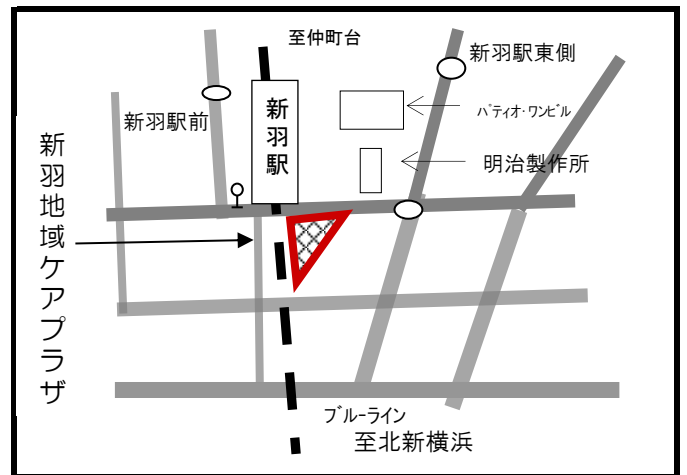 至仲町台
新羽駅東側
新羽駅
ﾊﾟティオ･ワンビﾙ
新羽駅前
明治製作所
新羽地域ケアプラザ
ブルーライン
至北新横浜